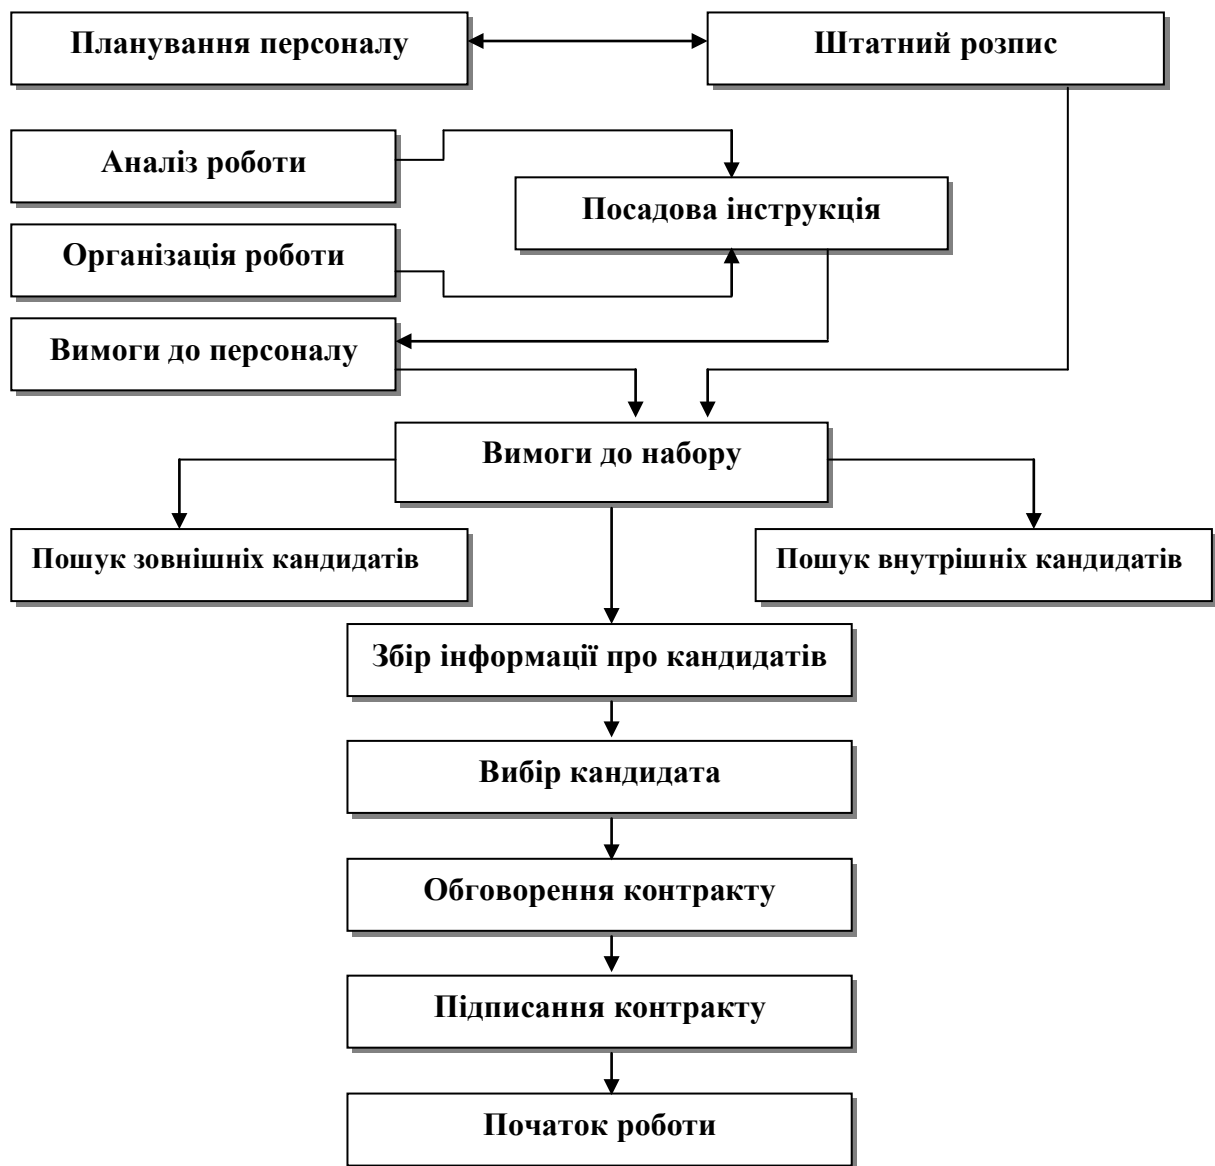 Планування персоналу
Штатний розпис
Аналіз роботи
Посадова інструкція
Організація роботи
Вимоги до персоналу
Вимоги до набору
Пошук зовнішніх кандидатів
Пошук внутрішніх кандидатів
Збір інформації про кандидатів
Вибір кандидата
Обговорення контракту
Підписання контракту
Початок роботи